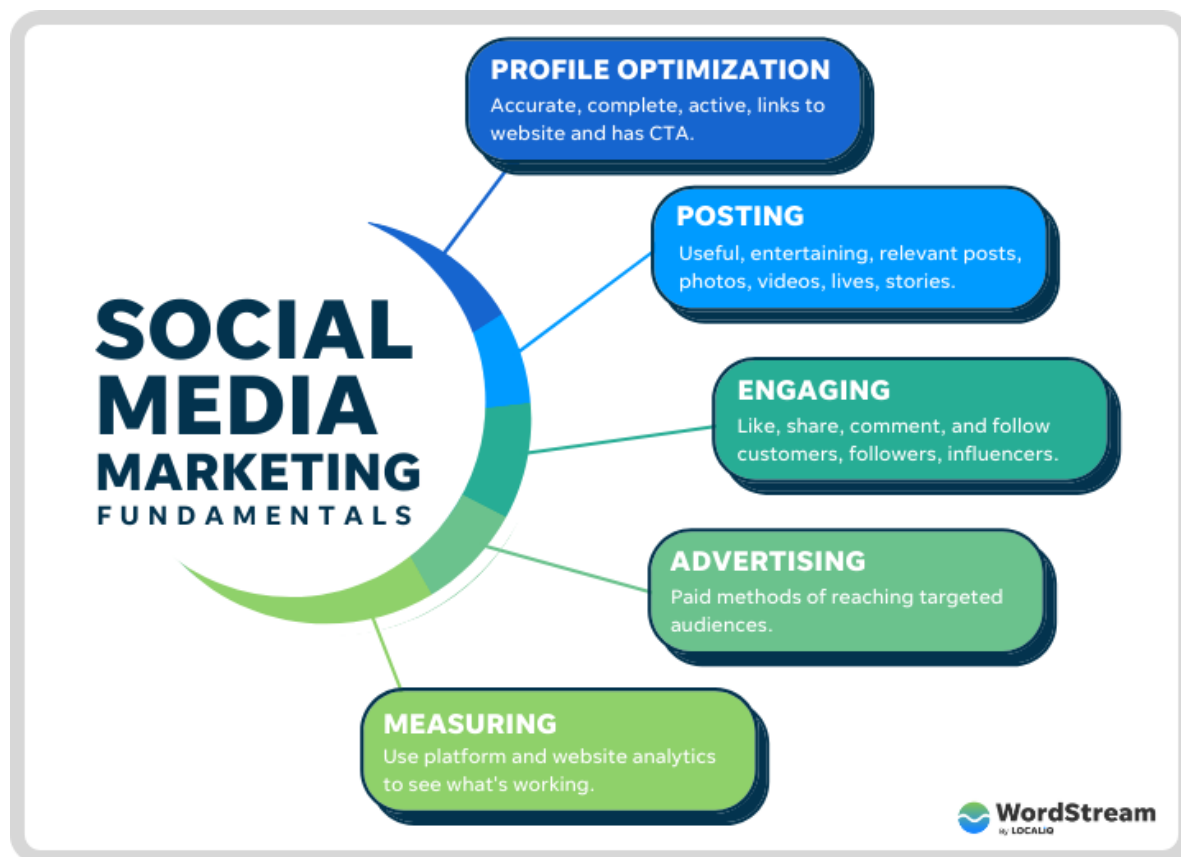 SOCIAL
MEDIA
MARKETING
FUNDAMENTALS
PROFILE OPTIMIZATION
Accurate, complete, active, links to
website and has CTA.
POSTING
Useful, entertaining, relevant posts,
photos, videos, lives, stories.
ENGAGING
Like, share, comment, and follow
customers, followers, influencers.
ADVERTISING
Paid methods of reaching targeted
audiences.
MEASURING
Use platform and website analytics
to see what's working.
WordStream
By LOCALiQ